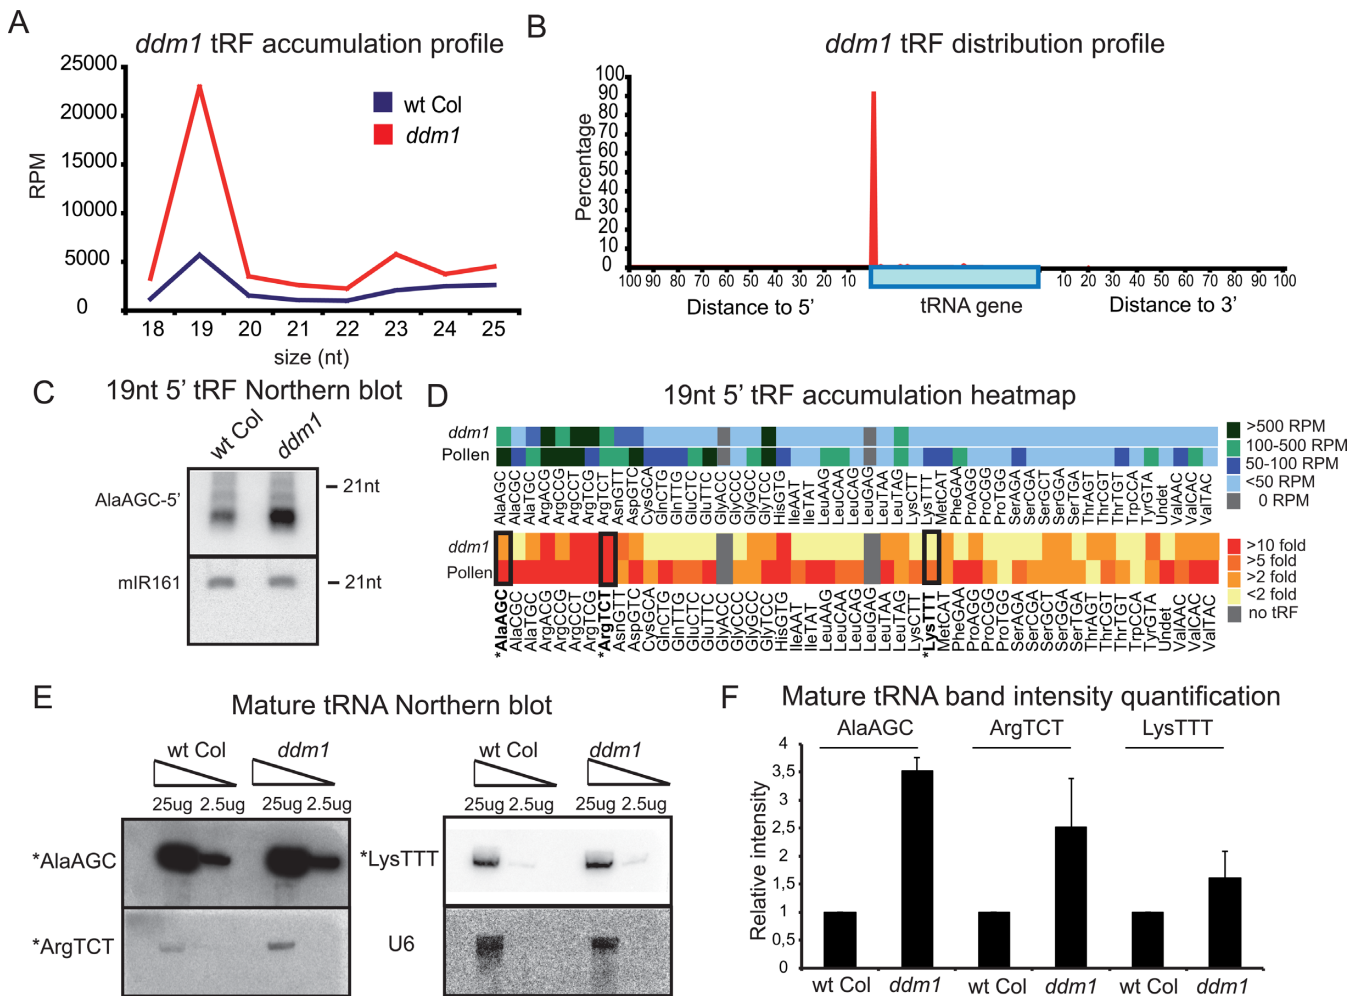 A
ddm1 tRF accumulation profile
25000
20000
15000
10000
5000
0
RPM
wt Col
ddm1
18 19 20 21 22 23 24 25
size (nt)
B
ddm1 tRF distribution profile
100
90
80
70
60
50
40
30
20
10
0
Percentage
100 90 80 70 60 50 40 30 20 10
10 20 30 40 50 60 70 80 90 100
Distance to 5’
tRNA gene
Distance to 3’
C
19nt 5’ tRF Northern blot
wt Col
ddm1
AlaAGC-5’
21nt
mIR161
21nt
D
19nt 5’ tRF accumulation heatmap
ddm1
Pollen
AlaAGC
AlaCGC
AlaTGC
ArgACG
ArgCCG
ArgCCT
ArgTCG
ArgTCT
AsnGTT
AspGTC
CysGCA
GlnCTG
GlnTTG
GluCTC
GluTTC
GlyACC
GlyCCC
GlyTCC
HisGTG
IleAAT
IleTAT
LeuAAG
LeuCAA
LeuCAG
LeuGAG
LeuTAA
LeuTAG
LysCTT
LysTTT
MetCAT
PheGAA
ProAGG
ProCGG
ProTGG
SerAGA
SerCGA
SerGCT
SerGGA
SerTGA
ThrAGT
ThrCGT
ThrTGT
TrpCCA
TyrGTA
Undet
ValAAC
ValCAC
ValTAC
>500 RPM
100-500 RPM
50-100 RPM
<50 RPM
0 RPM
ddm1
Pollen
*AlaAGC
AlaCGC
AlaTGC
ArgACG
ArgCCG
ArgCCT
ArgTCG
*ArgTCT
AsnGTT
AspGTC
CysGCA
GlnCTG
GlnTTG
GluCTC
GluTTC
GlyACC
GlyCCC
GlyTCC
HisGTG
IleAAT
IleTAT
LeuAAG
LeuCAA
LeuCAG
LeuGAG
LeuTAA
LeuTAG
LysCTT
*LysTTT
MetCAT
PheGAA
ProAGG
ProCGG
ProTGG
SerAGA
SerCGA
SerGCT
SerGGA
SerTGA
ThrAGT
ThrCGT
ThrTGT
TrpCCA
TyrGTA
Undet
ValAAC
ValCAC
ValTAC
>10 fold
>5 fold
>2 fold
<2 fold
no tRF
E
Mature tRNA Northern blot
wt Col
ddm1
25ug 2.5ug
25ug 2.5ug
*AlaAGC
*ArgTCT
wt Col
ddm1
25ug 2.5ug
25ug 2.5ug
*LysTTT
U6
F
Mature tRNA band intensity quantification
AlaAGC
ArgTCT
LysTTT
4
3,5
3
2,5
2
1,5
1
0,5
0
Relative intensity
wt Col
ddm1
wt Col
ddm1
wt Col
ddm1